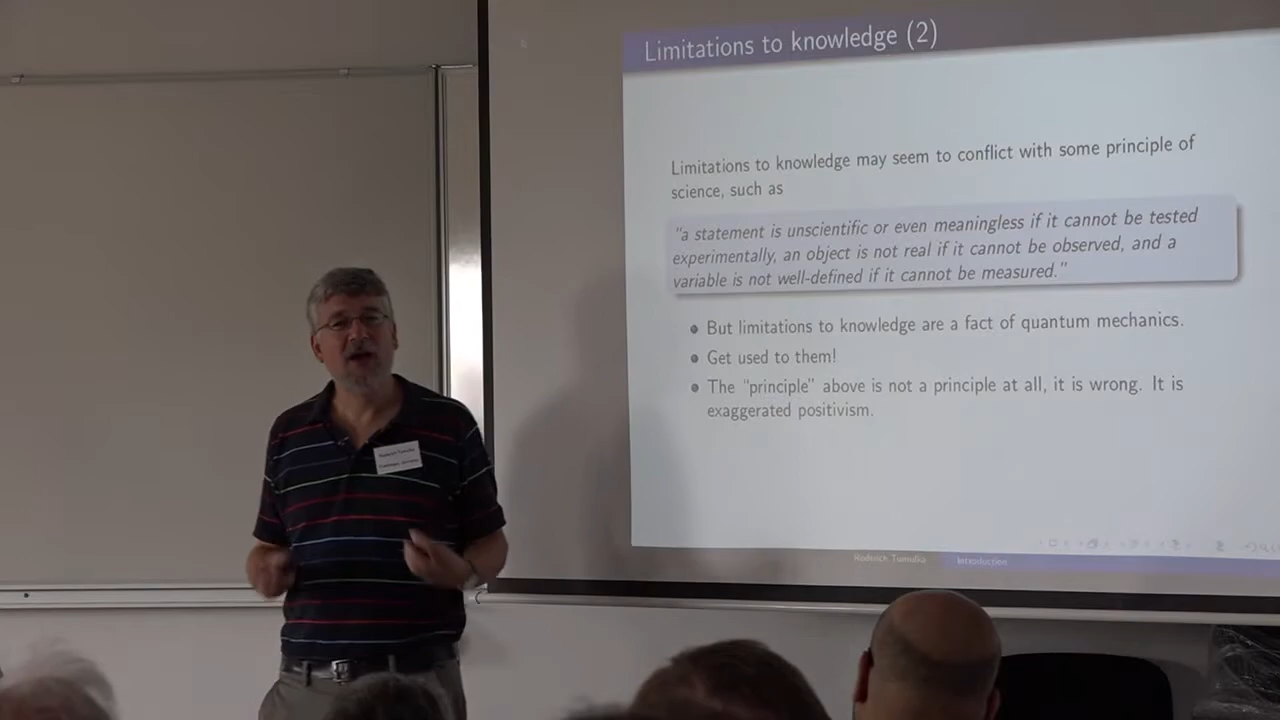 Limitations to knowledge (2)
Limitations to knowledge may seem to conflict with some principle of
science, such as
"a statement is unscientific or even meaningless if it cannot be tested
experimentally, an object is not real if it cannot be observed, and a
variable is not well-defined if it cannot be measured."
But limitations to knowledge are a fact of quantum mechanics.
Get used to them!
The "principle" above is not a principle at all, it is wrong. It is
exaggerated positivism.
Roderich Tumulka
Roderich Tumulka Introduction